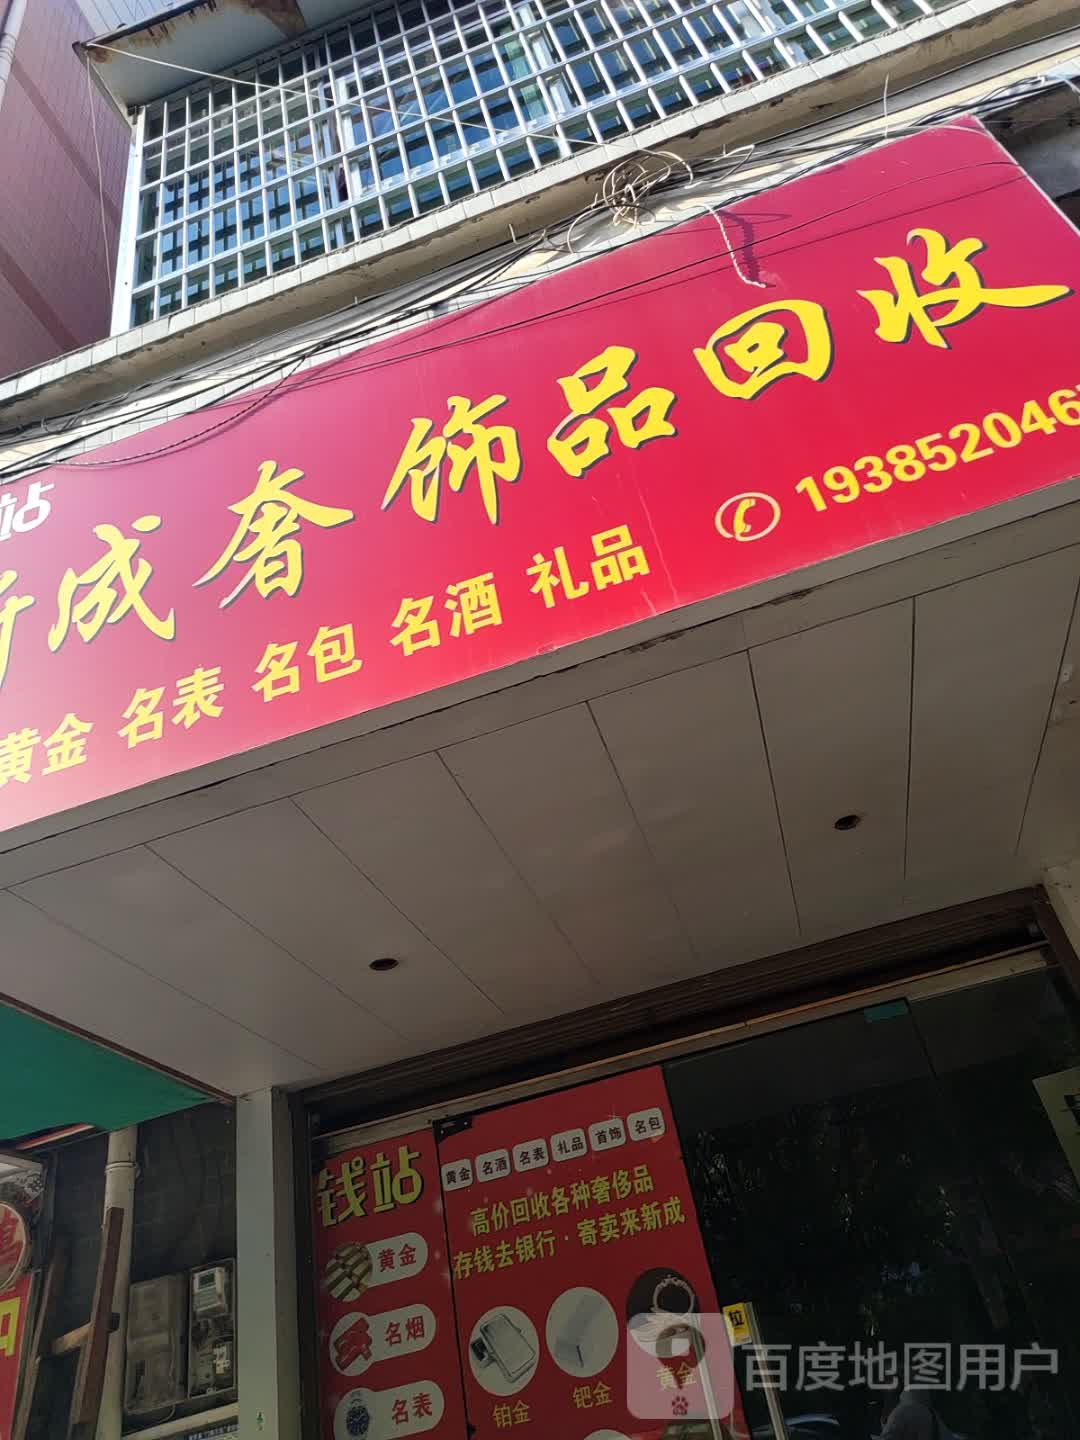 站
新成奢饰品回收
黄金 名表 名包 名酒 礼品
193852046
钱站
黄金
名烟
名表
黄金 名酒 名表 礼品 首饰 名包
高价回收各种奢侈品
存钱去银行·寄卖来新成
铂金
钯金
黄金
拉
百度地图用户